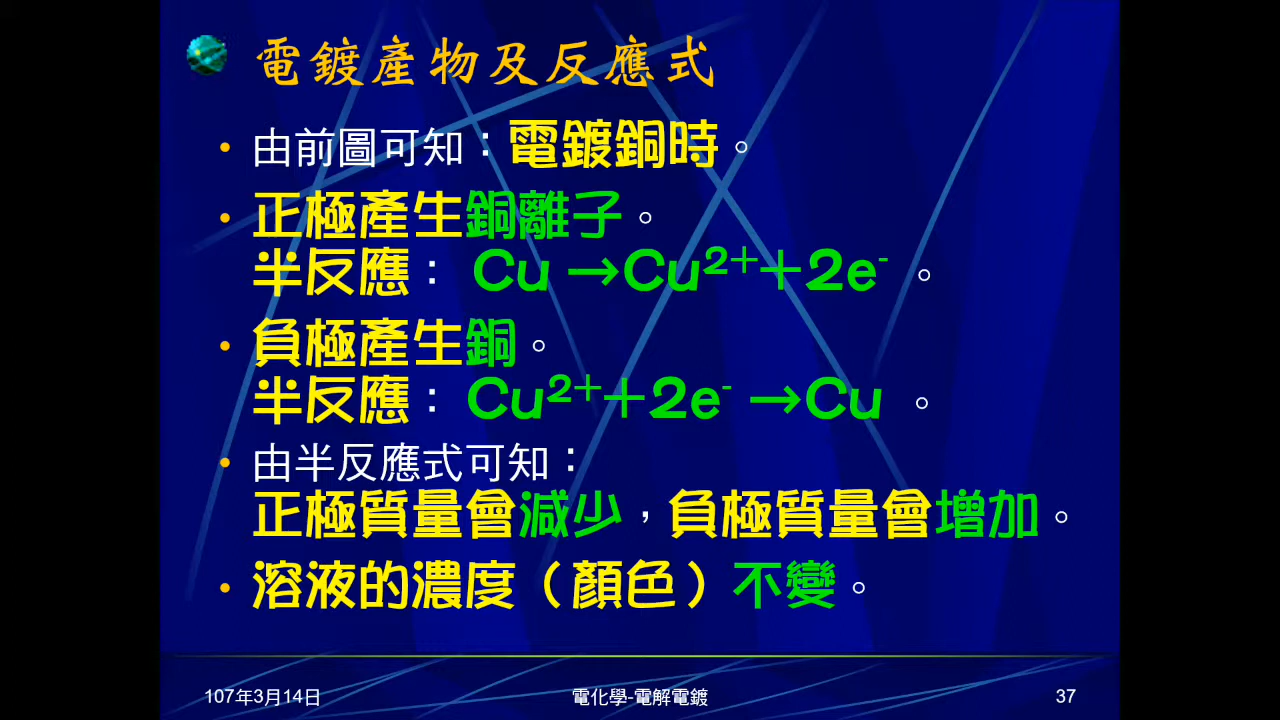 電鍍產物及反應式
• 由前圖可知：電鍍銅時。
• 正極產生銅離子。
半反應： Cu →Cu²⁺＋2e⁻ 。
• 負極產生銅。
半反應： Cu²⁺＋2e⁻ →Cu 。
• 由半反應式可知：
正極質量會減少，負極質量會增加。
• 溶液的濃度（顏色）不變。
107年3月14日 電化學-電解電鍍 37